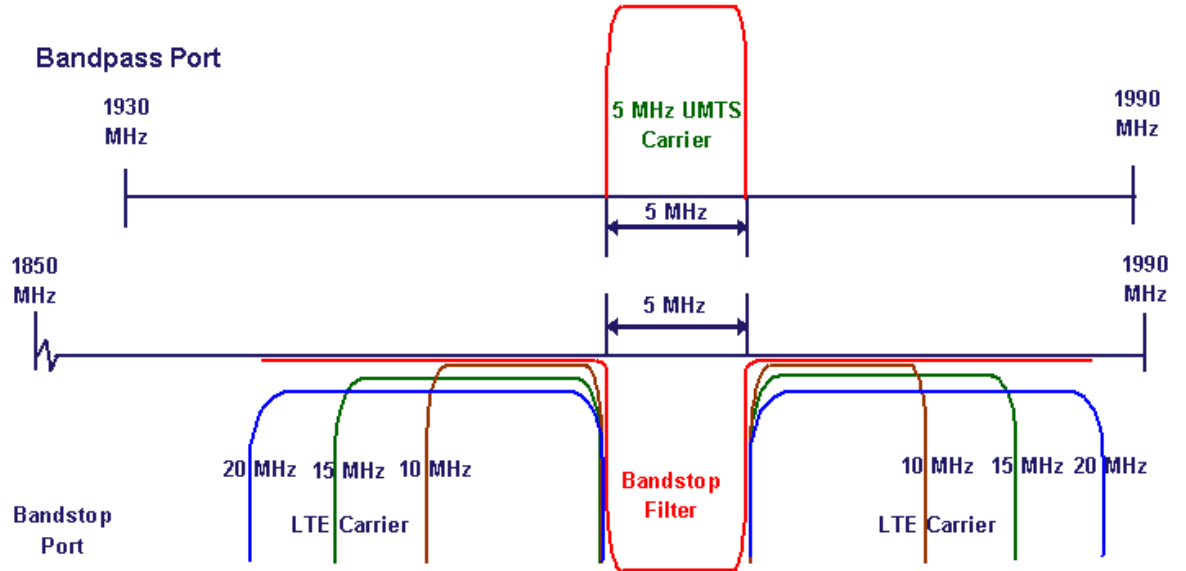 Bandpass Port
1930
MHz
5 MHz UMTS
Carrier
1990
MHz
5 MHz
1850
MHz
1990
MHz
5 MHz
20 MHz
15 MHz
10 MHz
LTE Carrier
Bandstop
Filter
10 MHz
15 MHz
20 MHz
LTE Carrier
Bandstop
Port